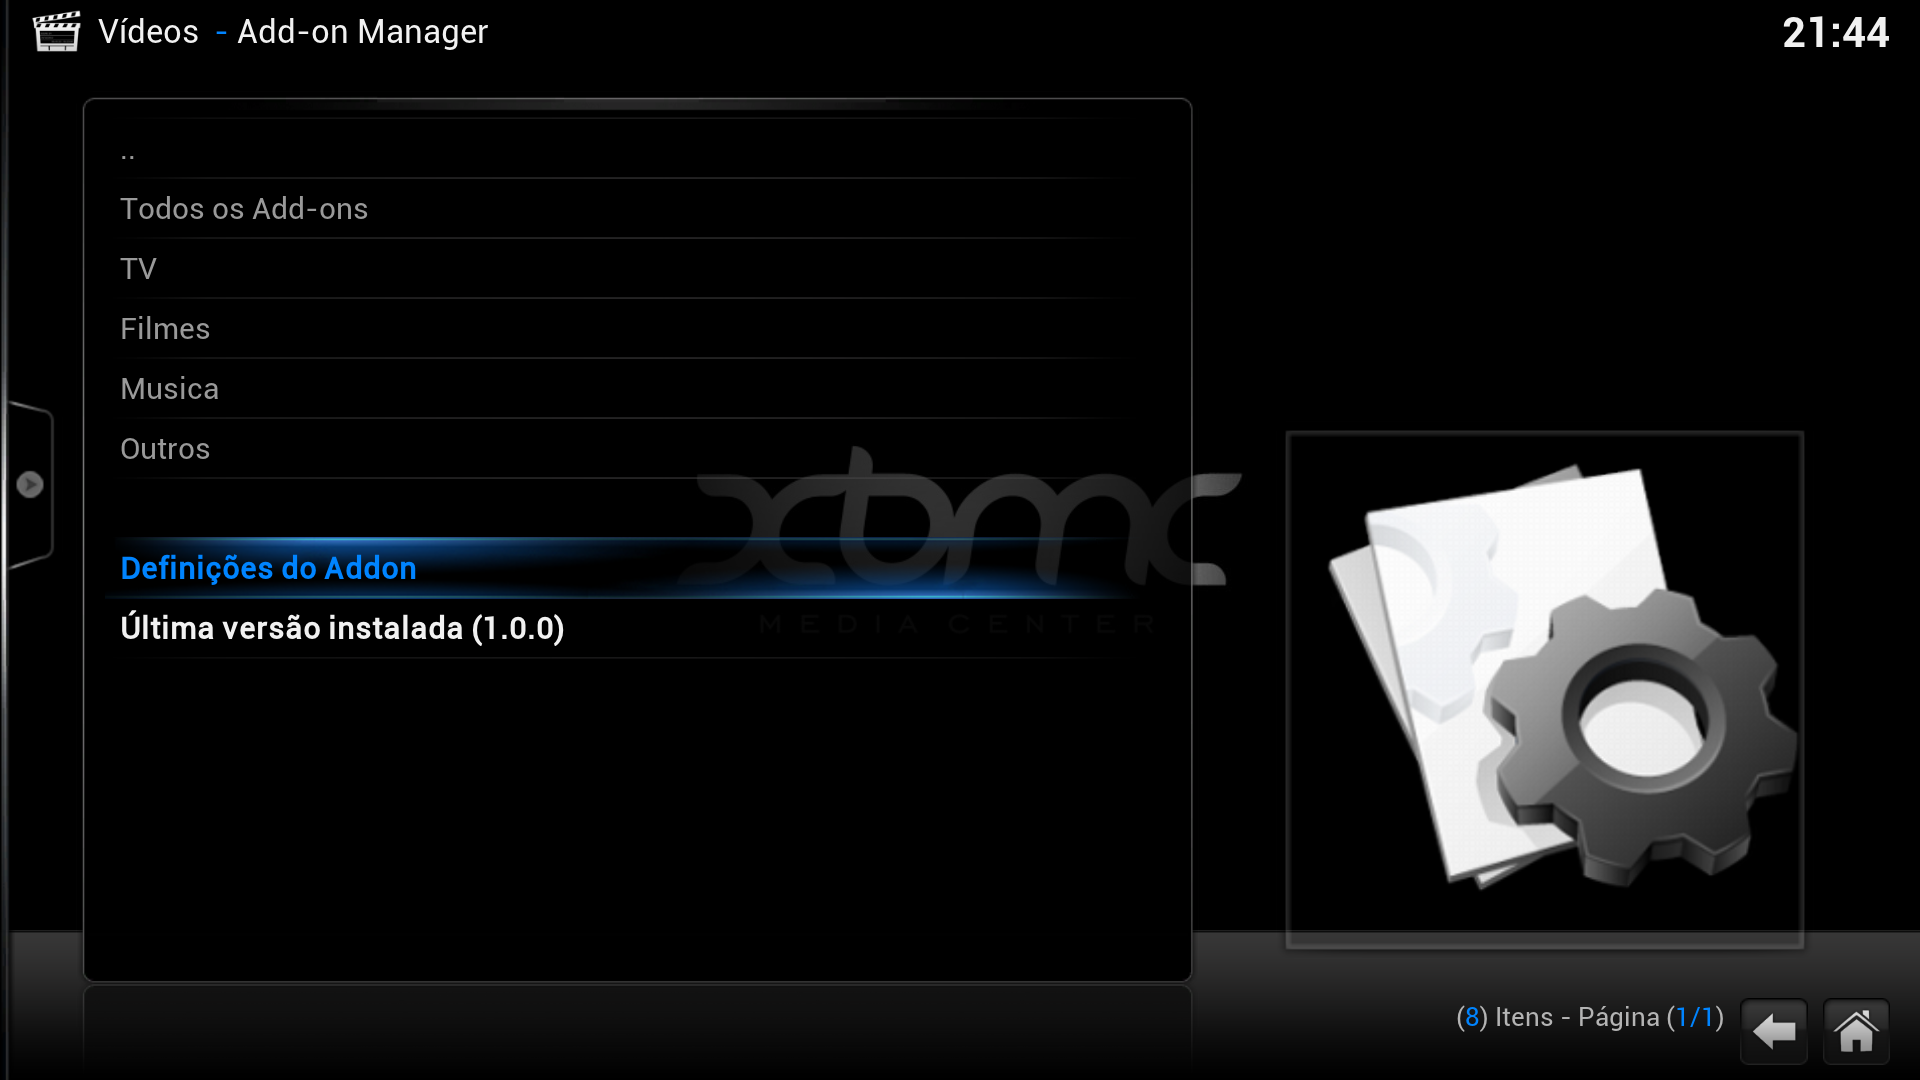 Vídeos - Add-on Manager
21:44
..
Todos os Add-ons
TV
Filmes
Musica
Outros
Definições do Addon
Última versão instalada (1.0.0)
xbmc
MEDIA CENTER
(8) Itens - Página (1/1)